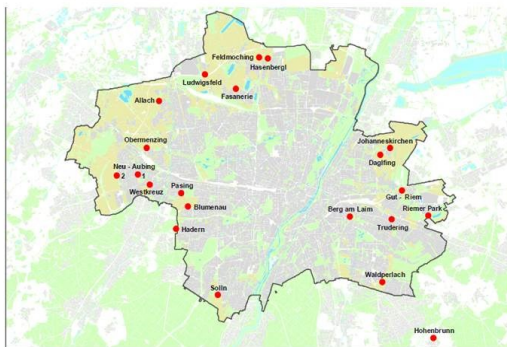 Feldmoching
Hasenbergl
Ludwigsfeld
Fasanerie
Allach
Obermenzing
Johanneskirchen
Daglfing
Neu - Aubing
2 1
Westkreuz
Pasing
Gut - Riem
Blumenau
Riemer Park
Berg am Laim
Trudering
Hadern
Waldperlach
Solln
Hohenbrunn